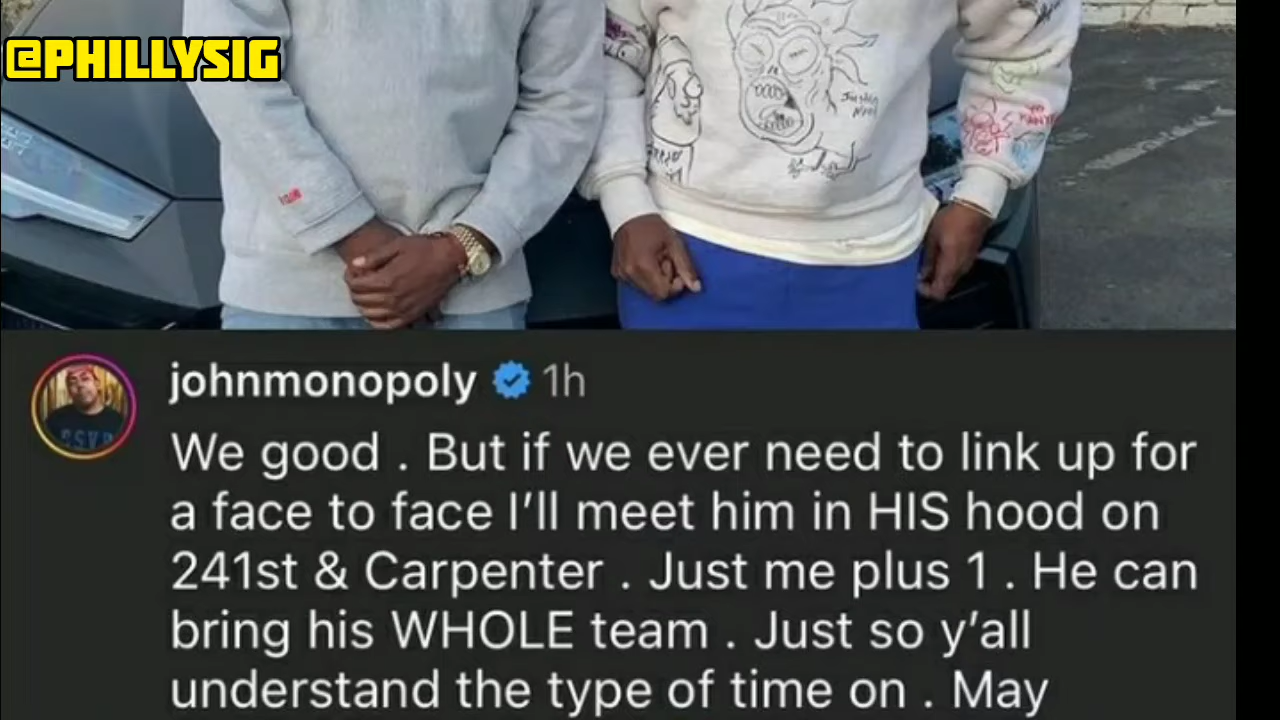 @PHILLYSIG
johnmonopoly 1h
We good . But if we ever need to link up for
a face to face I'll meet him in HIS hood on
241st & Carpenter . Just me plus 1 . He can
bring his WHOLE team . Just so y'all
understand the type of time on . May